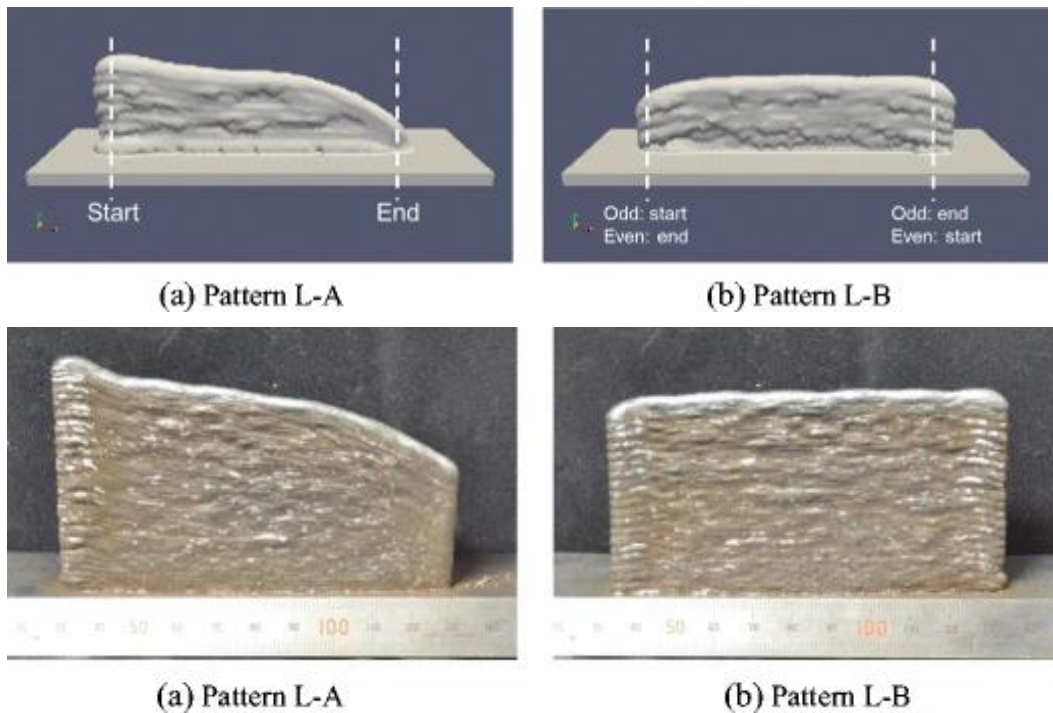 Start
End
Odd: start
Even: end
Odd: end
Even: start
(a) Pattern L-A
(b) Pattern L-B
50
100
50
100
(a) Pattern L-A
(b) Pattern L-B